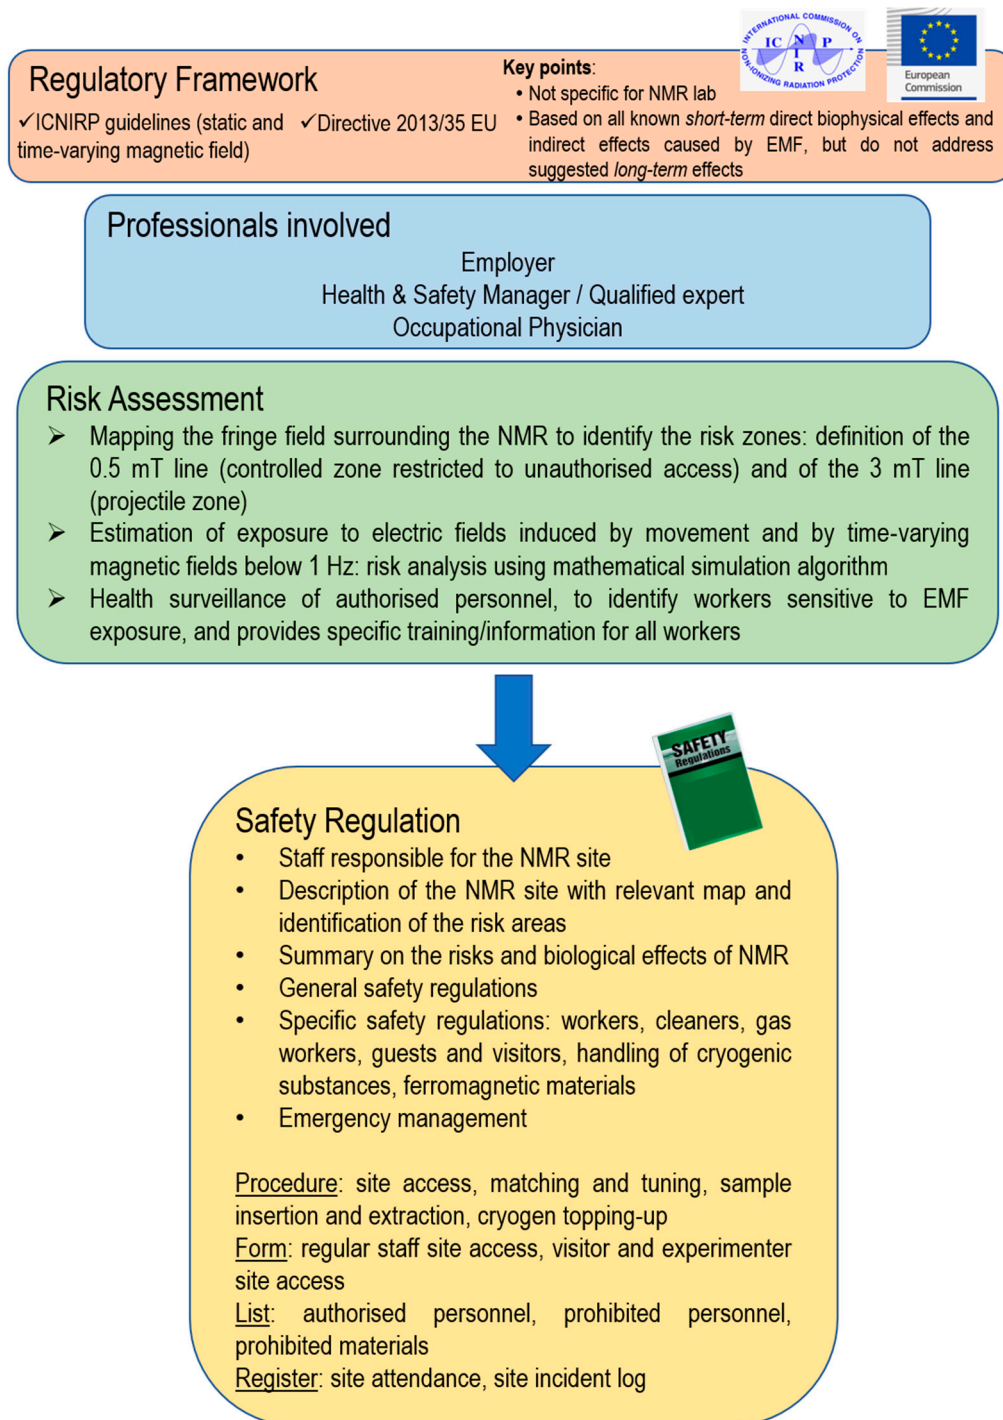 INTERNATIONAL COMMISSION ON
NON-IONIZING RADIATION PROTECTION
IC N P
I
R
European
Commission
Regulatory Framework
✓ICNIRP guidelines (static and
time-varying magnetic field)
✓Directive 2013/35 EU
Key points:
• Not specific for NMR lab
• Based on all known short-term direct biophysical effects and
indirect effects caused by EMF, but do not address
suggested long-term effects
Professionals involved
Employer
Health & Safety Manager / Qualified expert
Occupational Physician
Risk Assessment
➢ Mapping the fringe field surrounding the NMR to identify the risk zones: definition of the
0.5 mT line (controlled zone restricted to unauthorised access) and of the 3 mT line
(projectile zone)
➢ Estimation of exposure to electric fields induced by movement and by time-varying
magnetic fields below 1 Hz: risk analysis using mathematical simulation algorithm
➢ Health surveillance of authorised personnel, to identify workers sensitive to EMF
exposure, and provides specific training/information for all workers
SAFETY
Regulations
Safety Regulation
• Staff responsible for the NMR site
• Description of the NMR site with relevant map and
identification of the risk areas
• Summary on the risks and biological effects of NMR
• General safety regulations
• Specific safety regulations: workers, cleaners, gas
workers, guests and visitors, handling of cryogenic
substances, ferromagnetic materials
• Emergency management
Procedure: site access, matching and tuning, sample
insertion and extraction, cryogen topping-up
Form: regular staff site access, visitor and experimenter
site access
List: authorised personnel, prohibited personnel,
prohibited materials
Register: site attendance, site incident log